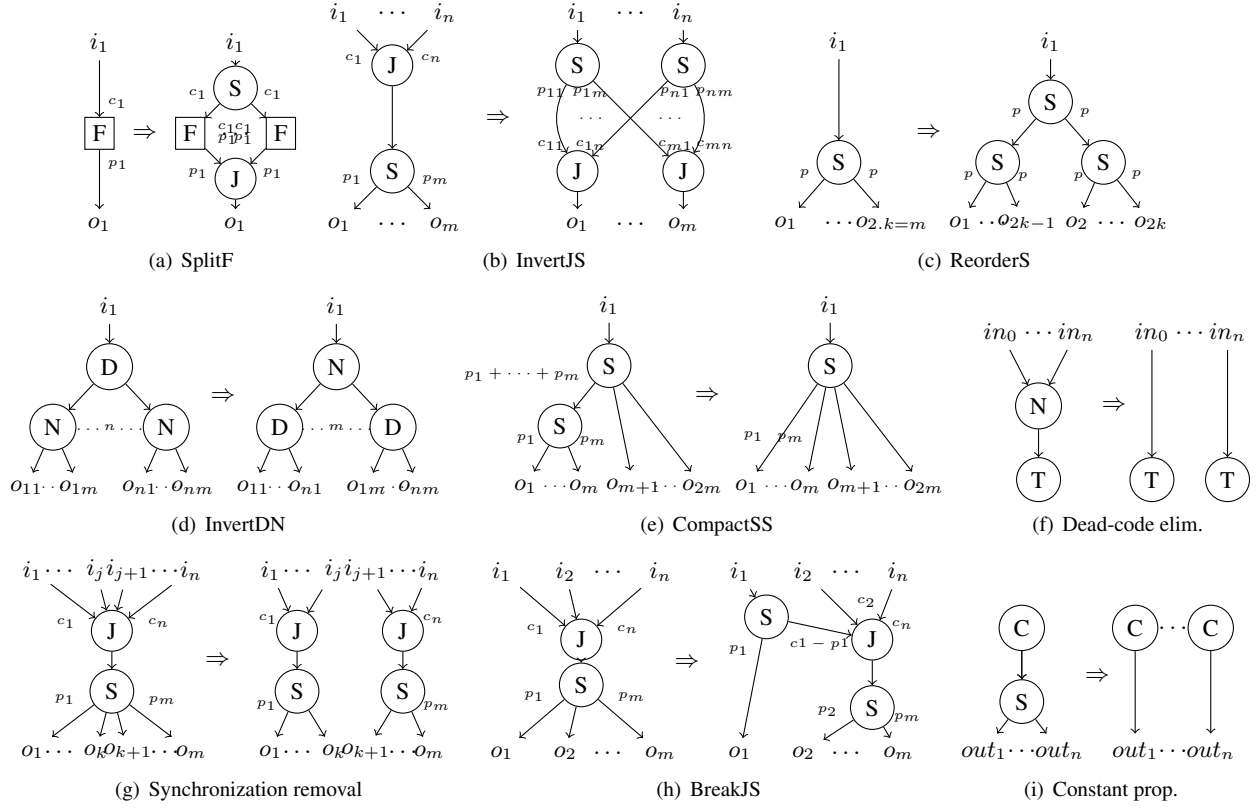 i1 i1 i1 ··· in i1 ··· in i1 i1
c1 F p1 o1
⇒
S c1 c1 F F c1 c1 p1 p1 p1 p1 J o1
c1 cn J S p1 pm o1 ··· om
⇒
S S p11 p1m pn1 pnm ··· ··· c11 c1n cm1 cmn J J o1 ··· om
S p p o1 ··· o2.k=m
⇒
S p p S S p p p p o1 ··· o2k−1 o2 ··· o2k
(a) SplitF
(b) InvertJS
(c) ReorderS
i1 D N ... n ... N o11 ·· o1m on1 ·· onm
⇒
i1 N D ... m ... D o11 ·· on1 o1m · onm
i1 S p1 + ··· + pm S p1 pm o1 ··· om om+1 ·· o2m
⇒
i1 S p1 pm o1 ··· om om+1 ·· o2m
in0 ··· inn N T
⇒
in0 ··· inn T T
(d) InvertDN
(e) CompactSS
(f) Dead-code elim.
i1 ··· ij ij+1 ··· in c1 J cn p1 S pm o1 ··· ok ok+1 ··· om
⇒
i1 ··· ij ij+1 ··· in c1 J J cn p1 S S pm o1 ··· ok ok+1 ··· om
i1 i2 ··· in c1 J cn p1 S pm o1 o2 ··· om
⇒
i1 i2 ··· in S c2 cn J p1 c1 − p1 p2 S pm o1 o2 ··· om
C S out1 ··· outn
⇒
C ··· C out1 ··· outn
(g) Synchronization removal
(h) BreakJS
(i) Constant prop.